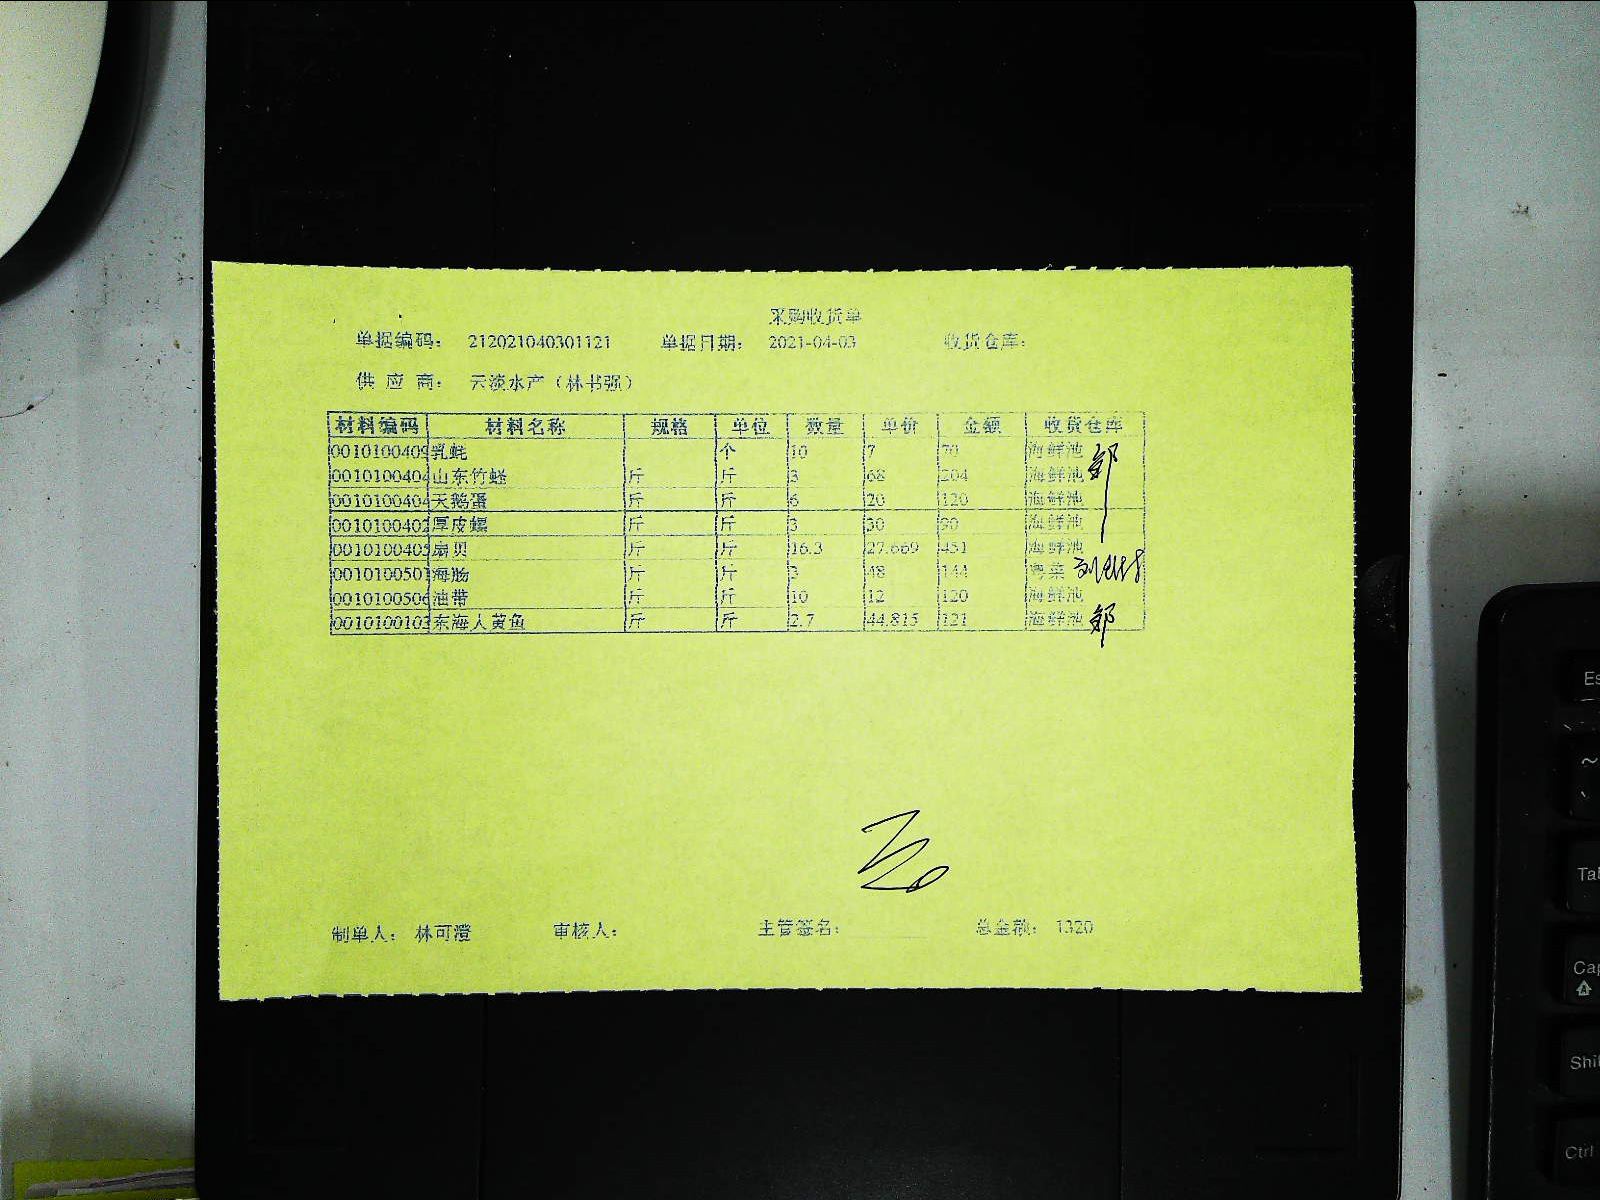 采购收货单
单据编码: 212021040301121 单据日期: 2021-04-03 收货仓库:
供 应 商: 云淡水产（林书强）
材料编码 材料名称 规格 单位 数量 单价 金额 收货仓库
0010100409 乳蚝 个 10 7 70 海鲜池
0010100404 山东竹蛏 斤 斤 3 68 204 海鲜池
0010100404 天鹅蛋 斤 斤 6 20 120 海鲜池
0010100402 厚皮螺 斤 斤 3 30 90 海鲜池
0010100405 扇贝 斤 斤 16.3 27.669 451 海鲜池
0010100501 海肠 斤 斤 3 48 144 粤菜
0010100506 油带 斤 斤 10 12 120 海鲜池
0010100103 东海大黄鱼 斤 斤 2.7 44.815 121 海鲜池
制单人: 林可澄 审核人: 主管签名: 总金额: 1320
Es
~
Tab
Cap
Shi
Ctrl